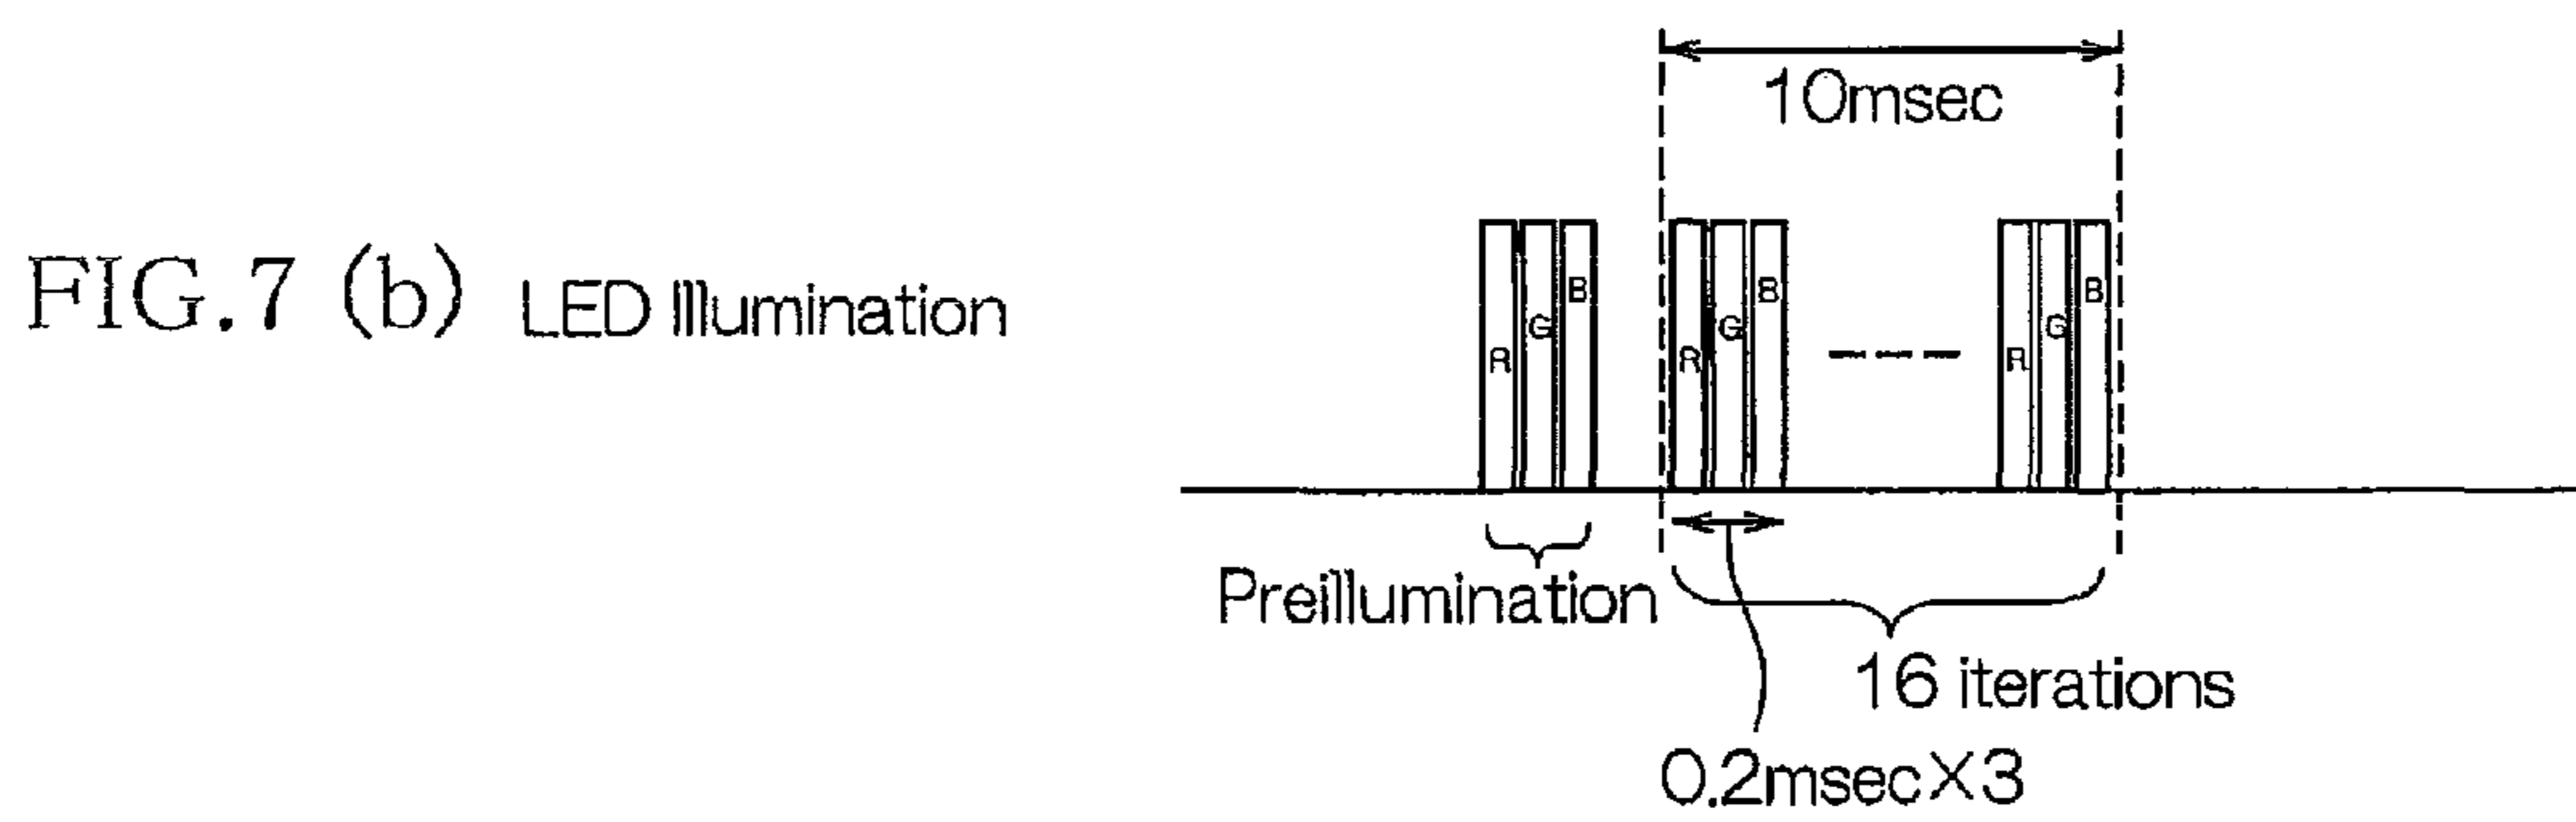 10msec
FIG.7 (b) LED Illumination
R G B R G B R G B
Preillumination
16 iterations
0.2msec×3